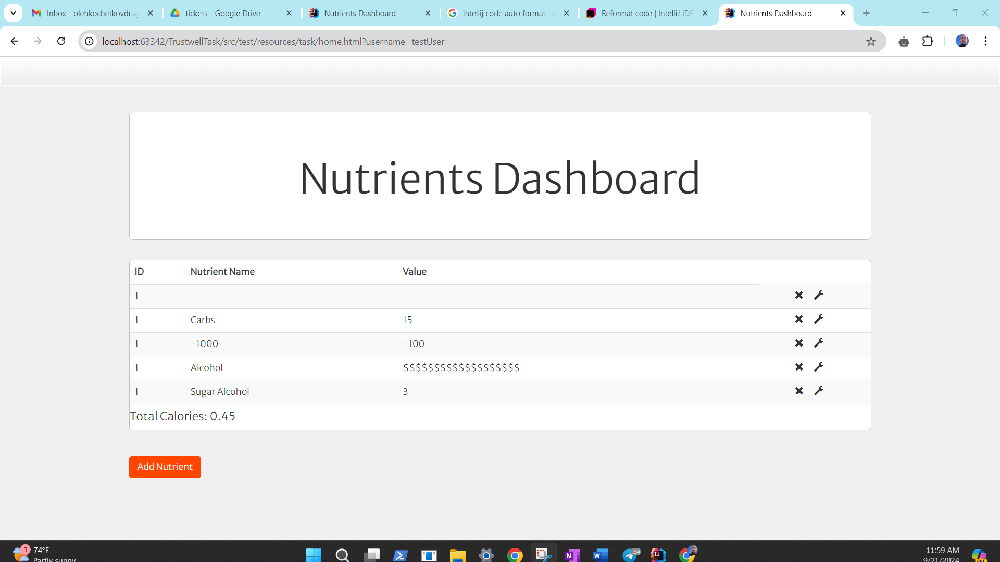 Inbox - olehkochetkovdrag
tickets - Google Drive
Nutrients Dashboard
intellij code auto format -
Reformat code | IntelliJ IDE
Nutrients Dashboard
localhost:63342/TrustwellTask/src/test/resources/task/home.html?username=testUser
Nutrients Dashboard
ID Nutrient Name Value
1
1 Carbs 15
1 -1000 -100
1 Alcohol $$$$$$$$$$$$$$$$$$$
1 Sugar Alcohol 3
Total Calories: 0.45
Add Nutrient
1
74°F
Partly sunny
54
11:59 AM
9/21/2024
PRE